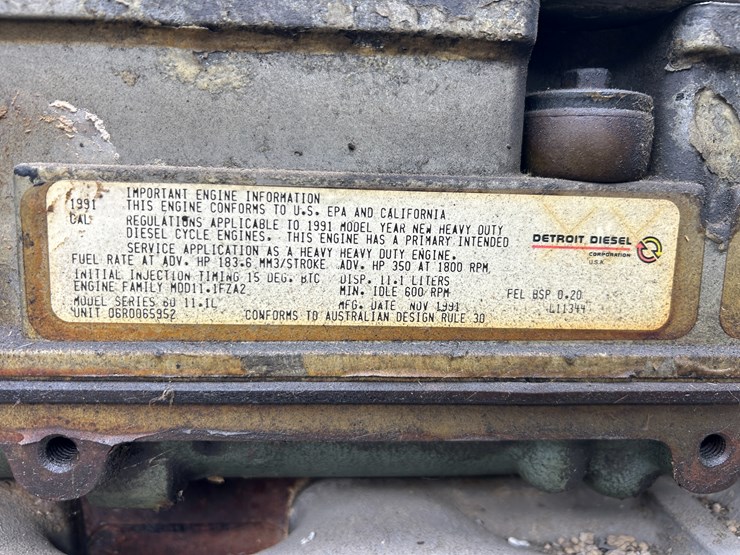 IMPORTANT ENGINE INFORMATION
1991 THIS ENGINE CONFORMS TO U.S. EPA AND CALIFORNIA
CAL REGULATIONS APPLICABLE TO 1991 MODEL YEAR NEW HEAVY DUTY
DIESEL CYCLE ENGINES. THIS ENGINE HAS A PRIMARY INTENDED
SERVICE APPLICATION AS A HEAVY HEAVY DUTY ENGINE.
FUEL RATE AT ADV. HP 183.6 MM3/STROKE ADV. HP 350 AT 1800 RPM
INITIAL INJECTION TIMING 15 DEG. BTC DISP. 11.1 LITERS
ENGINE FAMILY MDD11.1FZA2 MIN. IDLE 600 RPM FEL BSP 0.20
MODEL SERIES 60 11.1L MFG. DATE NOV 1991 L11344
UNIT 06R0065952 CONFORMS TO AUSTRALIAN DESIGN RULE 30
DETROIT DIESEL
CORPORATION
U.S.A.